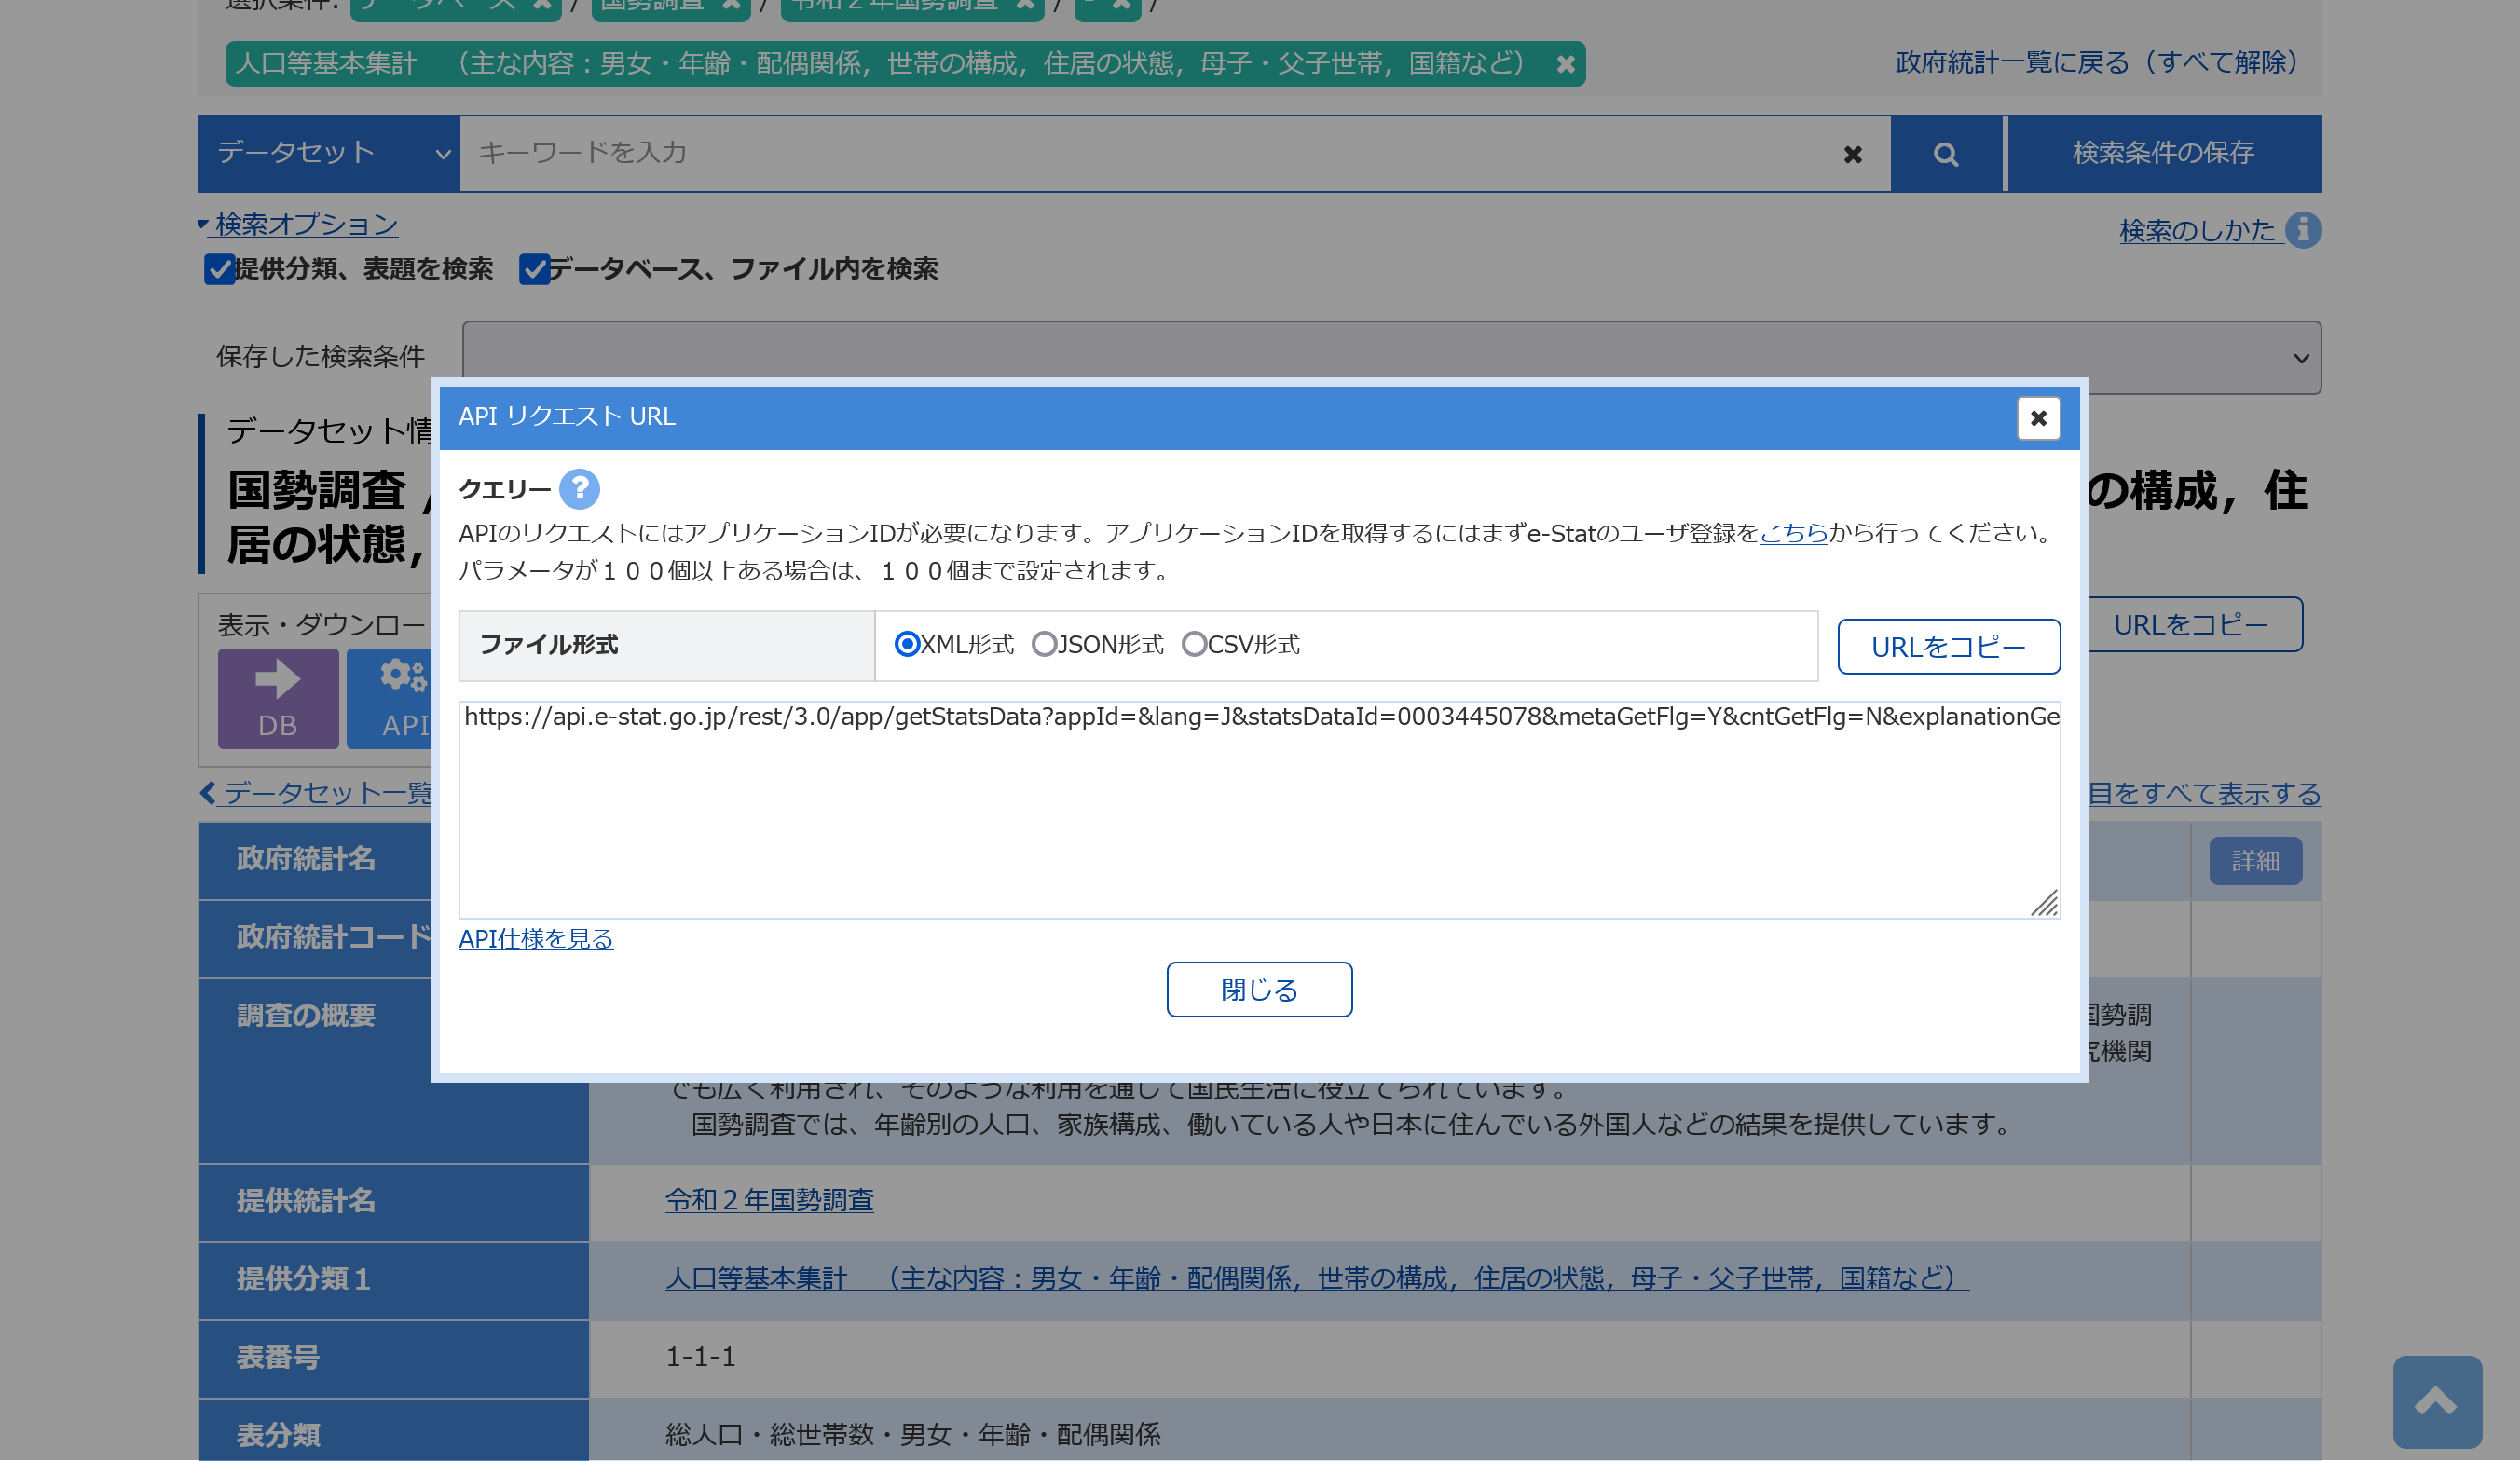 選択条件: データベース / 国勢調査 / 令和２年国勢調査 / - /
人口等基本集計　（主な内容：男女・年齢・配偶関係，世帯の構成，住居の状態，母子・父子世帯，国籍など）
政府統計一覧に戻る（すべて解除）
データセット キーワードを入力 検索条件の保存
検索オプション 検索のしかた
提供分類、表題を検索 データベース、ファイル内を検索
保存した検索条件
データセット情
国勢調査 / の構成，住
居の状態，
表示・ダウンロー URLをコピー
DB API
データセット一覧 目をすべて表示する
API リクエスト URL
クエリー
APIのリクエストにはアプリケーションIDが必要になります。アプリケーションIDを取得するにはまずe-Statのユーザ登録をこちらから行ってください。
パラメータが１００個以上ある場合は、１００個まで設定されます。
ファイル形式 XML形式 JSON形式 CSV形式 URLをコピー
https://api.e-stat.go.jp/rest/3.0/app/getStatsData?appId=&lang=J&statsDataId=0003445078&metaGetFlg=Y&cntGetFlg=N&explanationGe
API仕様を見る
閉じる
政府統計名 詳細
政府統計コード
調査の概要 国勢調
究機関
でも広く利用され、そのような利用を通じて国民生活に役立てられています。
国勢調査では、年齢別の人口、家族構成、働いている人や日本に住んでいる外国人などの結果を提供しています。
提供統計名 令和２年国勢調査
提供分類１ 人口等基本集計　（主な内容：男女・年齢・配偶関係，世帯の構成，住居の状態，母子・父子世帯，国籍など）
表番号 1-1-1
表分類 総人口・総世帯数・男女・年齢・配偶関係